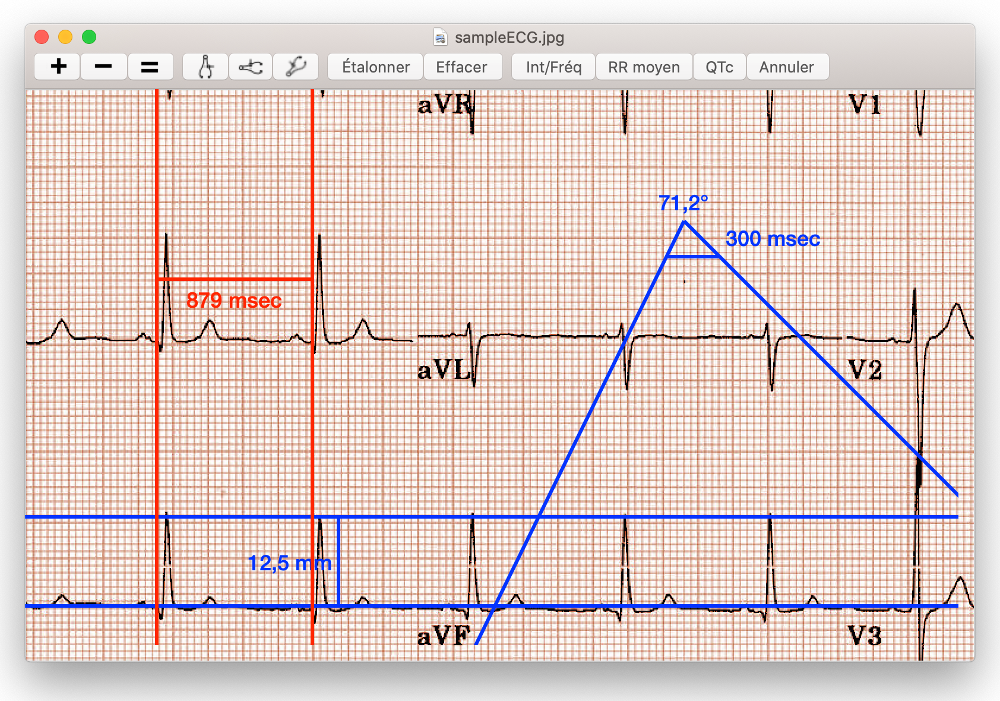 sampleECG.jpg
+ − = Étalonner Effacer Int/Fréq RR moyen QTc Annuler
aVR V1
71,2°
300 msec
879 msec
aVL V2
12,5 mm
aVF V3